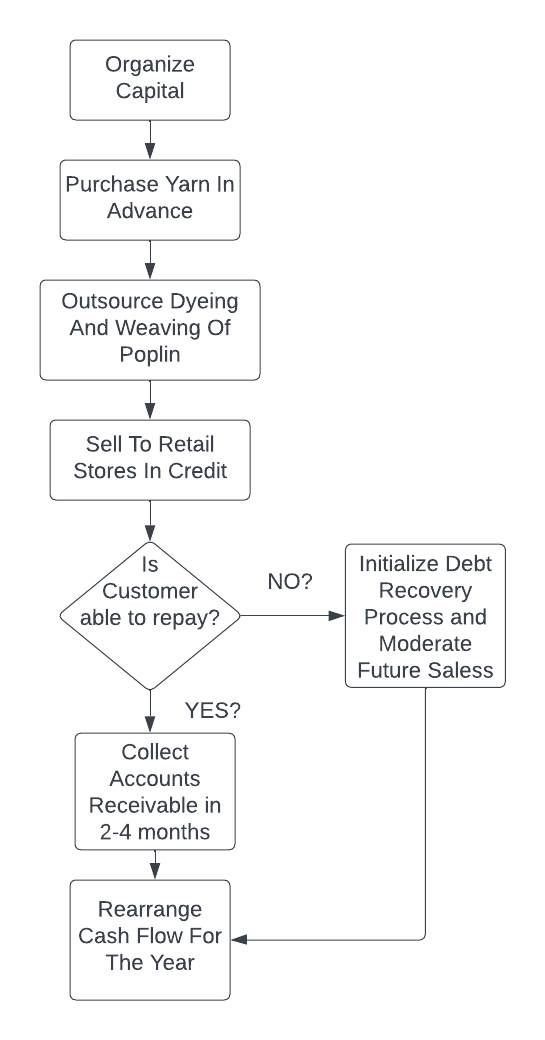 Organize
Capital
Purchase Yarn In
Advance
Outsource Dyeing
And Weaving Of
Poplin
Sell To Retail
Stores In Credit
Is
Customer
able to repay?
NO?
Initialize Debt
Recovery
Process and
Moderate
Future Saless
YES?
Collect
Accounts
Receivable in
2-4 months
Rearrange
Cash Flow For
The Year